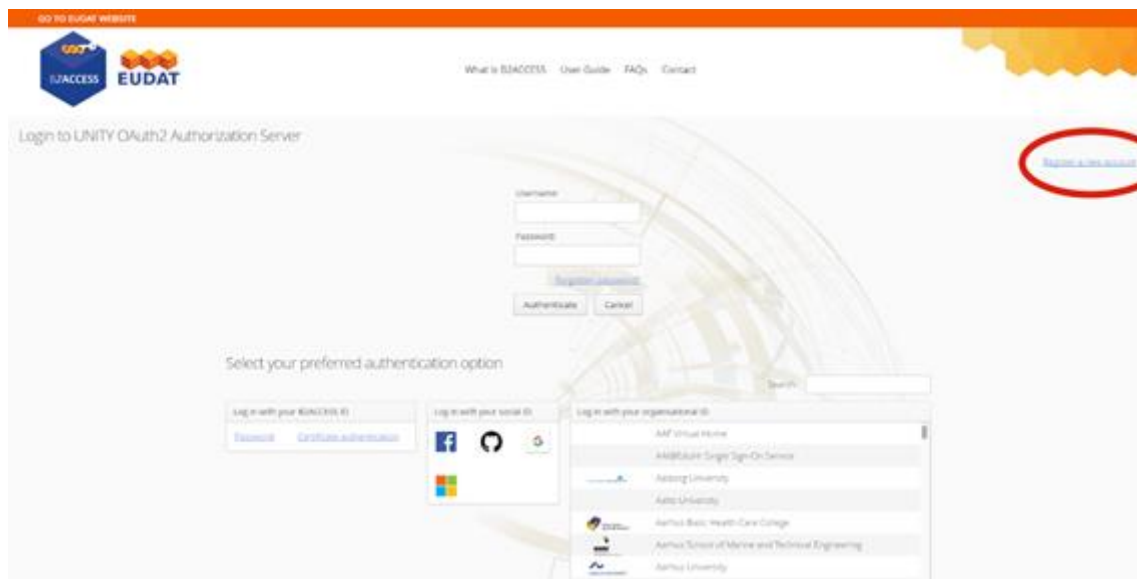 GO TO EUDAT WEBSITE
B2ACCESS
EUDAT
What is B2ACCESS User Guide FAQs Contact
Login to UNITY OAuth2 Authorization Server
Register a new account
Username
Password
Forgotten password
Authenticate Cancel
Select your preferred authentication option
Search
Log in with your B2ACCESS ID
Log in with your social ID
Log in with your organisational ID
Password Certificate authentication
AAF Virtual Home
Single Sign-On Service
Aalborg University
Aalto University
Aarhus Basic Health Care College
Aarhus School of Marine and Technical Engineering
Aarhus University